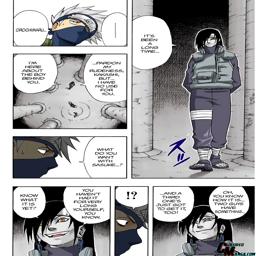 IT'S
BEEN A
LONG
TIME...
OROCHIMARU...
...PARDON
MY
RUDENESS,
KAKASHI,
BUT I
HAVE NO
USE FOR
YOU.
I'M
HERE
ABOUT
THE BOY
BEHIND
YOU.
WHAT
DO YOU
WANT
WITH
SASUKE...?
OH, YOU
KNOW HOW
IT IS...
TWO GUYS
HAVE
SOMETHING,
AND A
THIRD
ONE'S
JUST
GOT TO
GET IT,
TOO!
!?
YOU
HAVEN'T
HAD IT
FOR VERY
LONG
YOURSELF,
YOU
KNOW.
KNOW
WHAT
IT IS
YET?